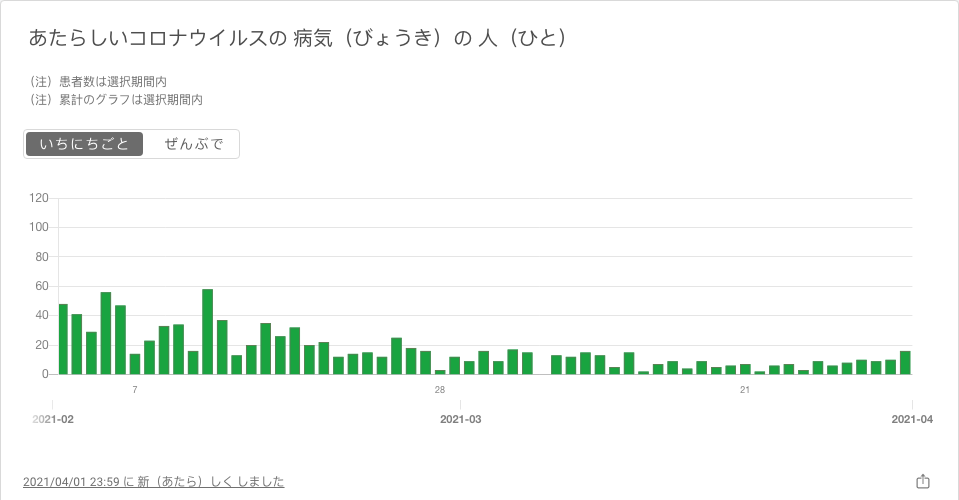 あたらしいコロナウイルスの 病気（びょうき）の 人（ひと）
（注）患者数は選択期間内
（注）累計のグラフは選択期間内
いちにちごと ぜんぶで
120
100
80
60
40
20
0
7 28 21
2021-02 2021-03 2021-04
2021/04/01 23:59 に 新（あたら）しく しました